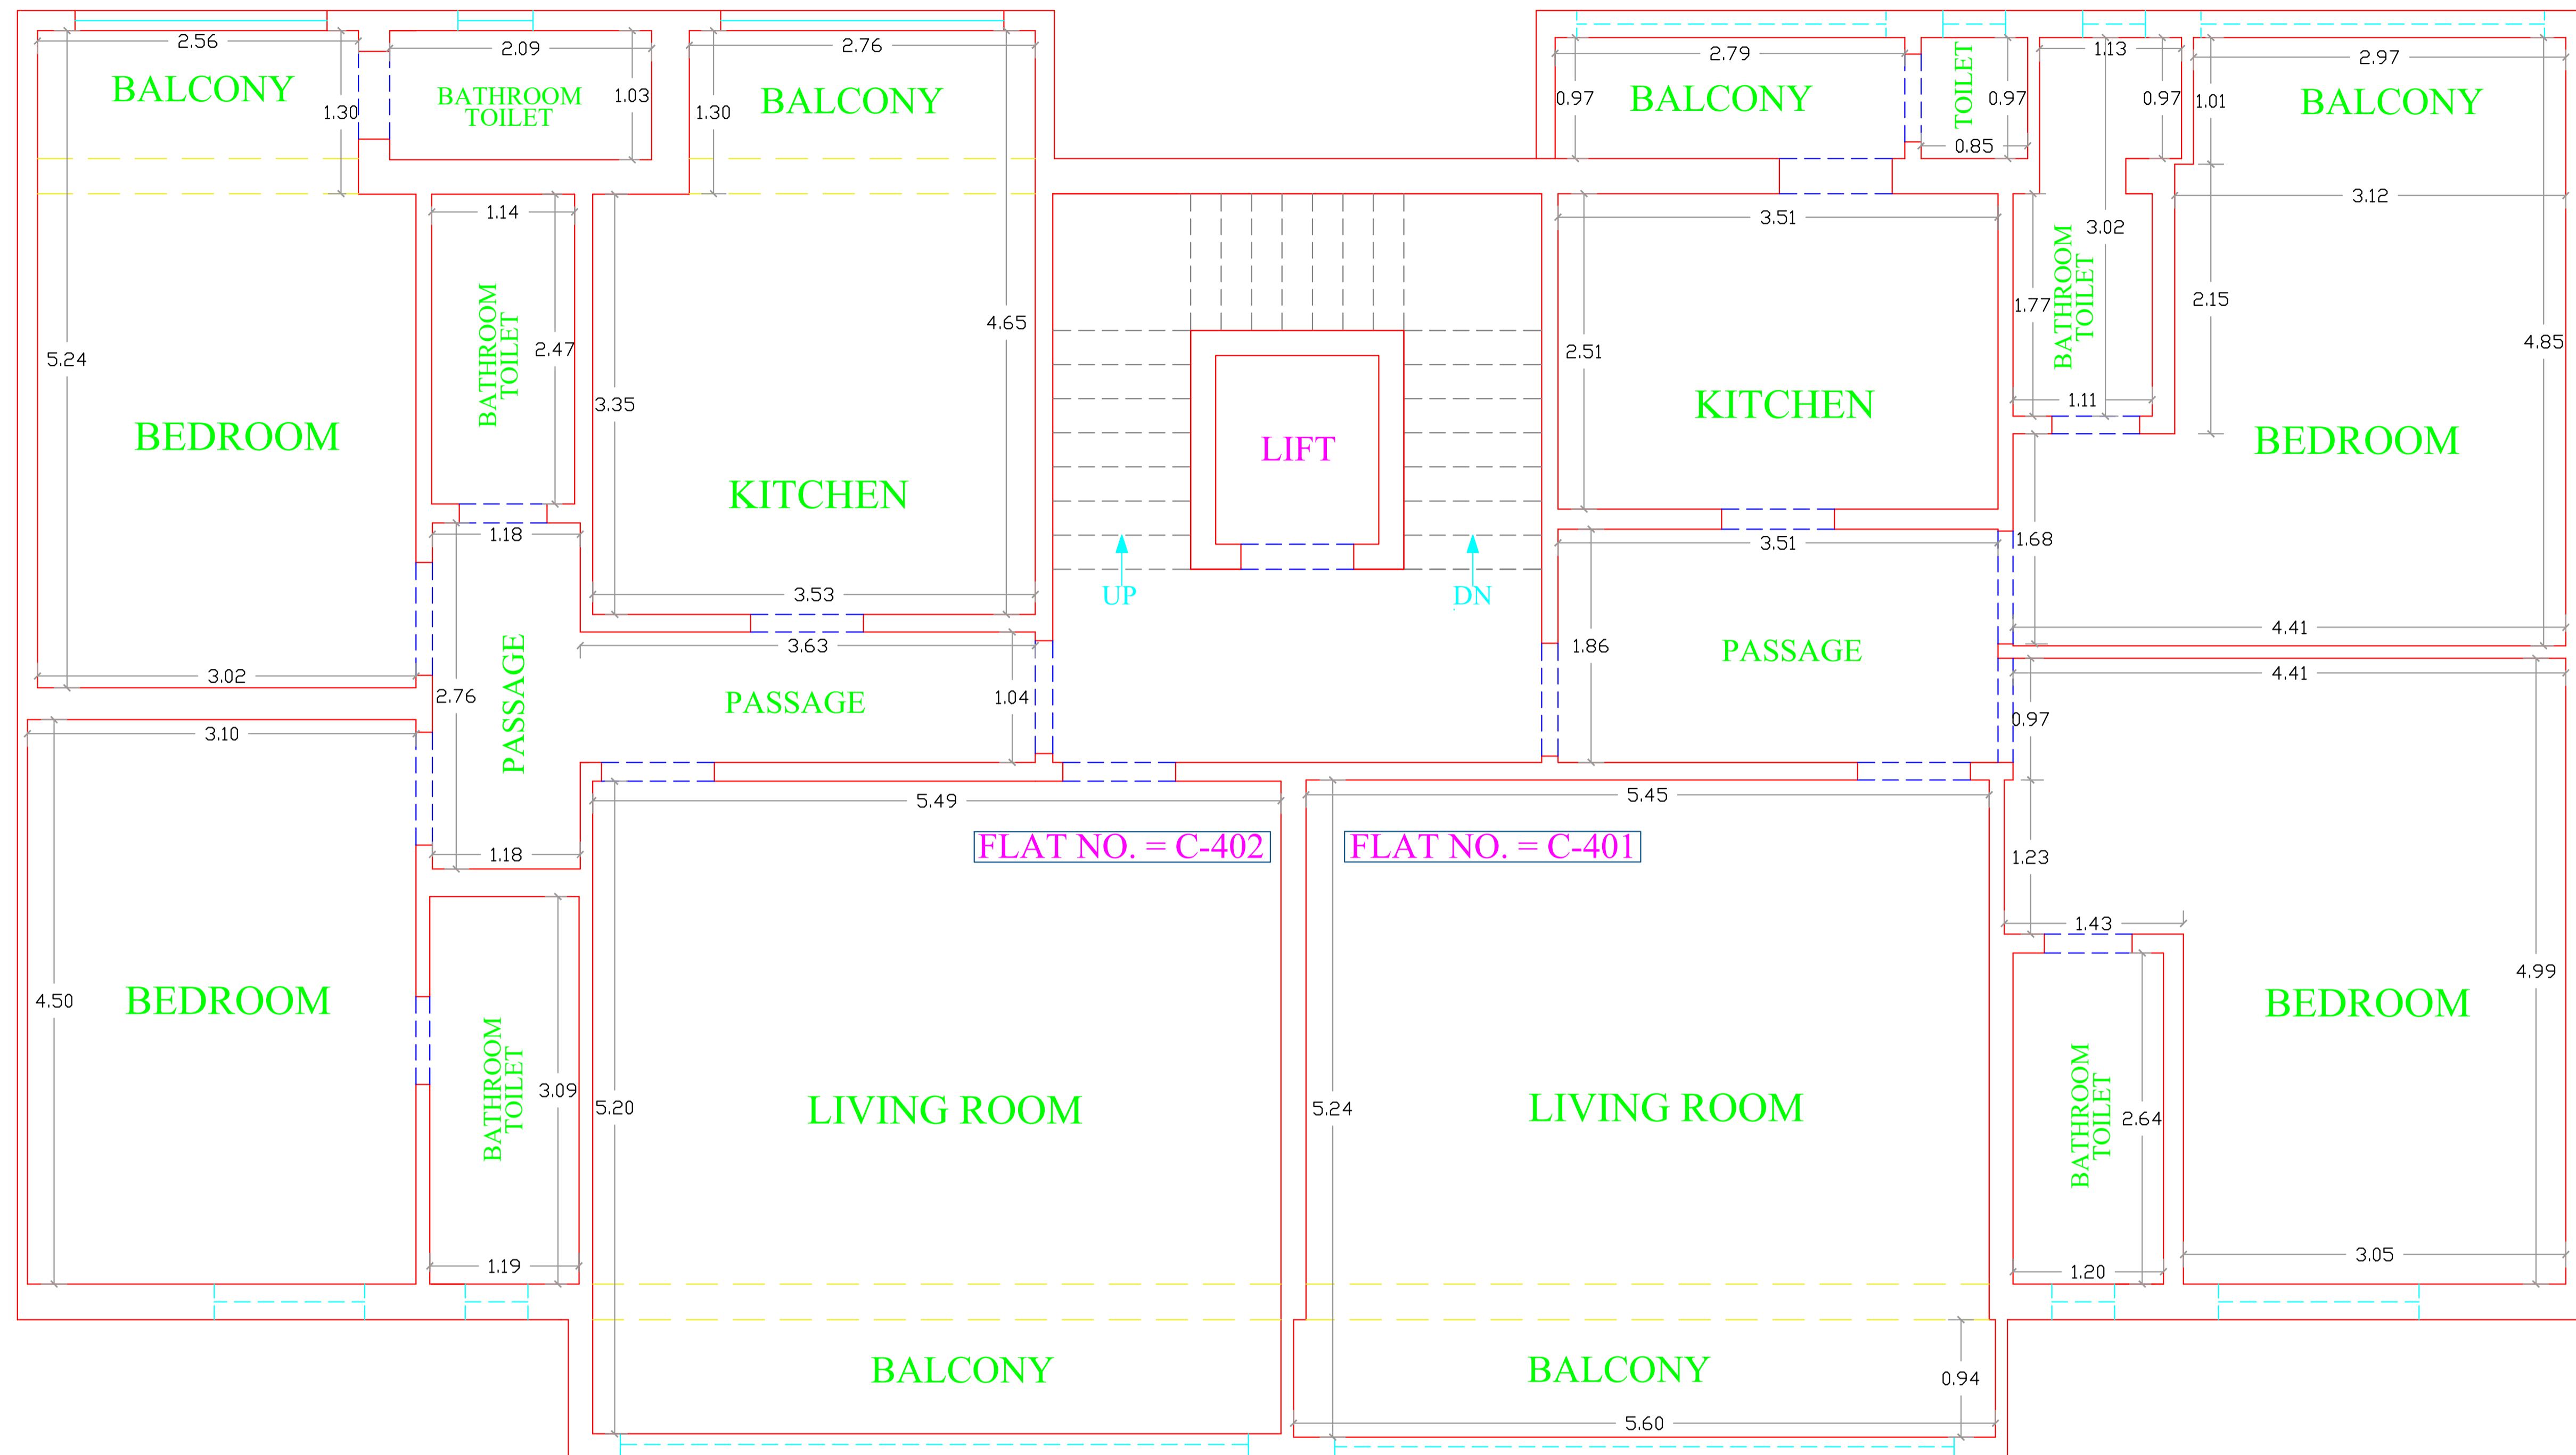 2.56
2.09
2.76
2.79
1.13
2.97
BALCONY
BATHROOM
TOILET
1.03
BALCONY
0.97
BALCONY
TOILET
0.97
0.97
1.01
BALCONY
1.30
1.30
0.85
1.14
3.51
3.12
3.02
BATHROOM
TOILET
1.77
2.15
5.24
BATHROOM
TOILET
2.47
4.65
2.51
4.85
3.35
KITCHEN
1.11
BEDROOM
LIFT
BEDROOM
KITCHEN
1.18
3.51
1.68
3.53
UP
DN
4.41
3.63
1.86
PASSAGE
3.02
4.41
2.76
PASSAGE
PASSAGE
1.04
0.97
3.10
5.49
5.45
FLAT NO. = C-402
FLAT NO. = C-401
1.18
1.23
1.43
4.50
BEDROOM
4.99
BEDROOM
BATHROOM
TOILET
3.09
5.20
LIVING ROOM
5.24
LIVING ROOM
BATHROOM
TOILET
2.64
1.19
1.20
3.05
BALCONY
BALCONY
0.94
5.60